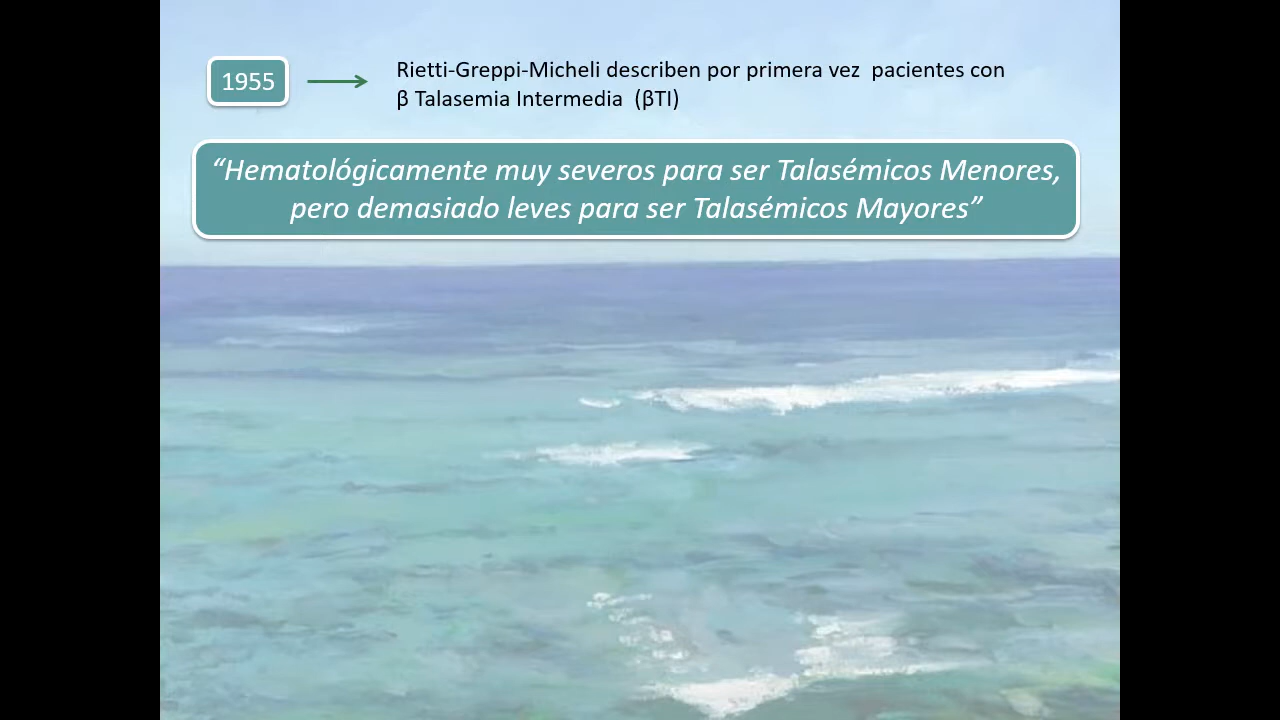 1955
Rietti-Greppi-Micheli describen por primera vez  pacientes con
β Talasemia Intermedia  (βTI)
“Hematológicamente muy severos para ser Talasémicos Menores,
pero demasiado leves para ser Talasémicos Mayores”